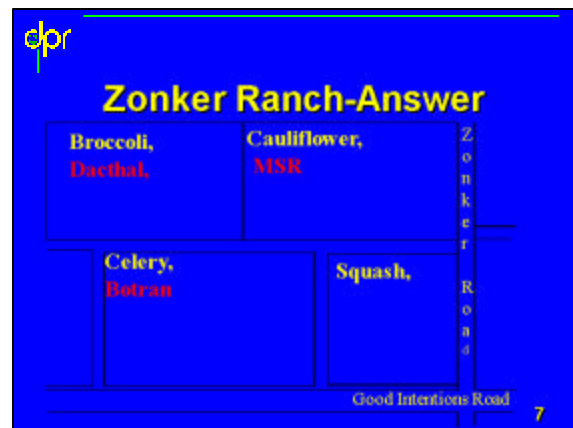 dpr
Zonker Ranch-Answer
Broccoli,
Dacthal,
Cauliflower,
MSR
Zonker Road
Celery,
Botran
Squash,
Good Intentions Road
7